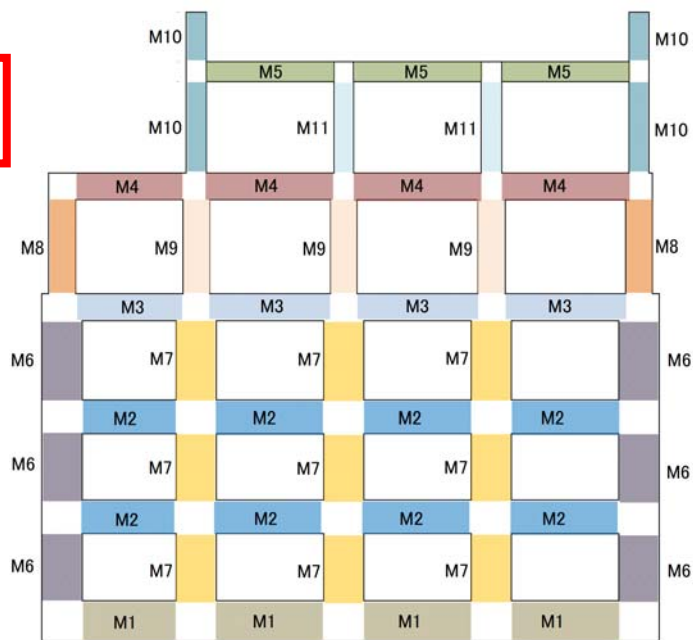 M10 M10
M5 M5 M5
M10 M11 M11 M10
M4 M4 M4 M4
M8 M9 M9 M9 M8
M3 M3 M3 M3
M6 M7 M7 M7 M6
M2 M2 M2 M2
M6 M7 M7 M7 M6
M2 M2 M2 M2
M6 M7 M7 M7 M6
M1 M1 M1 M1